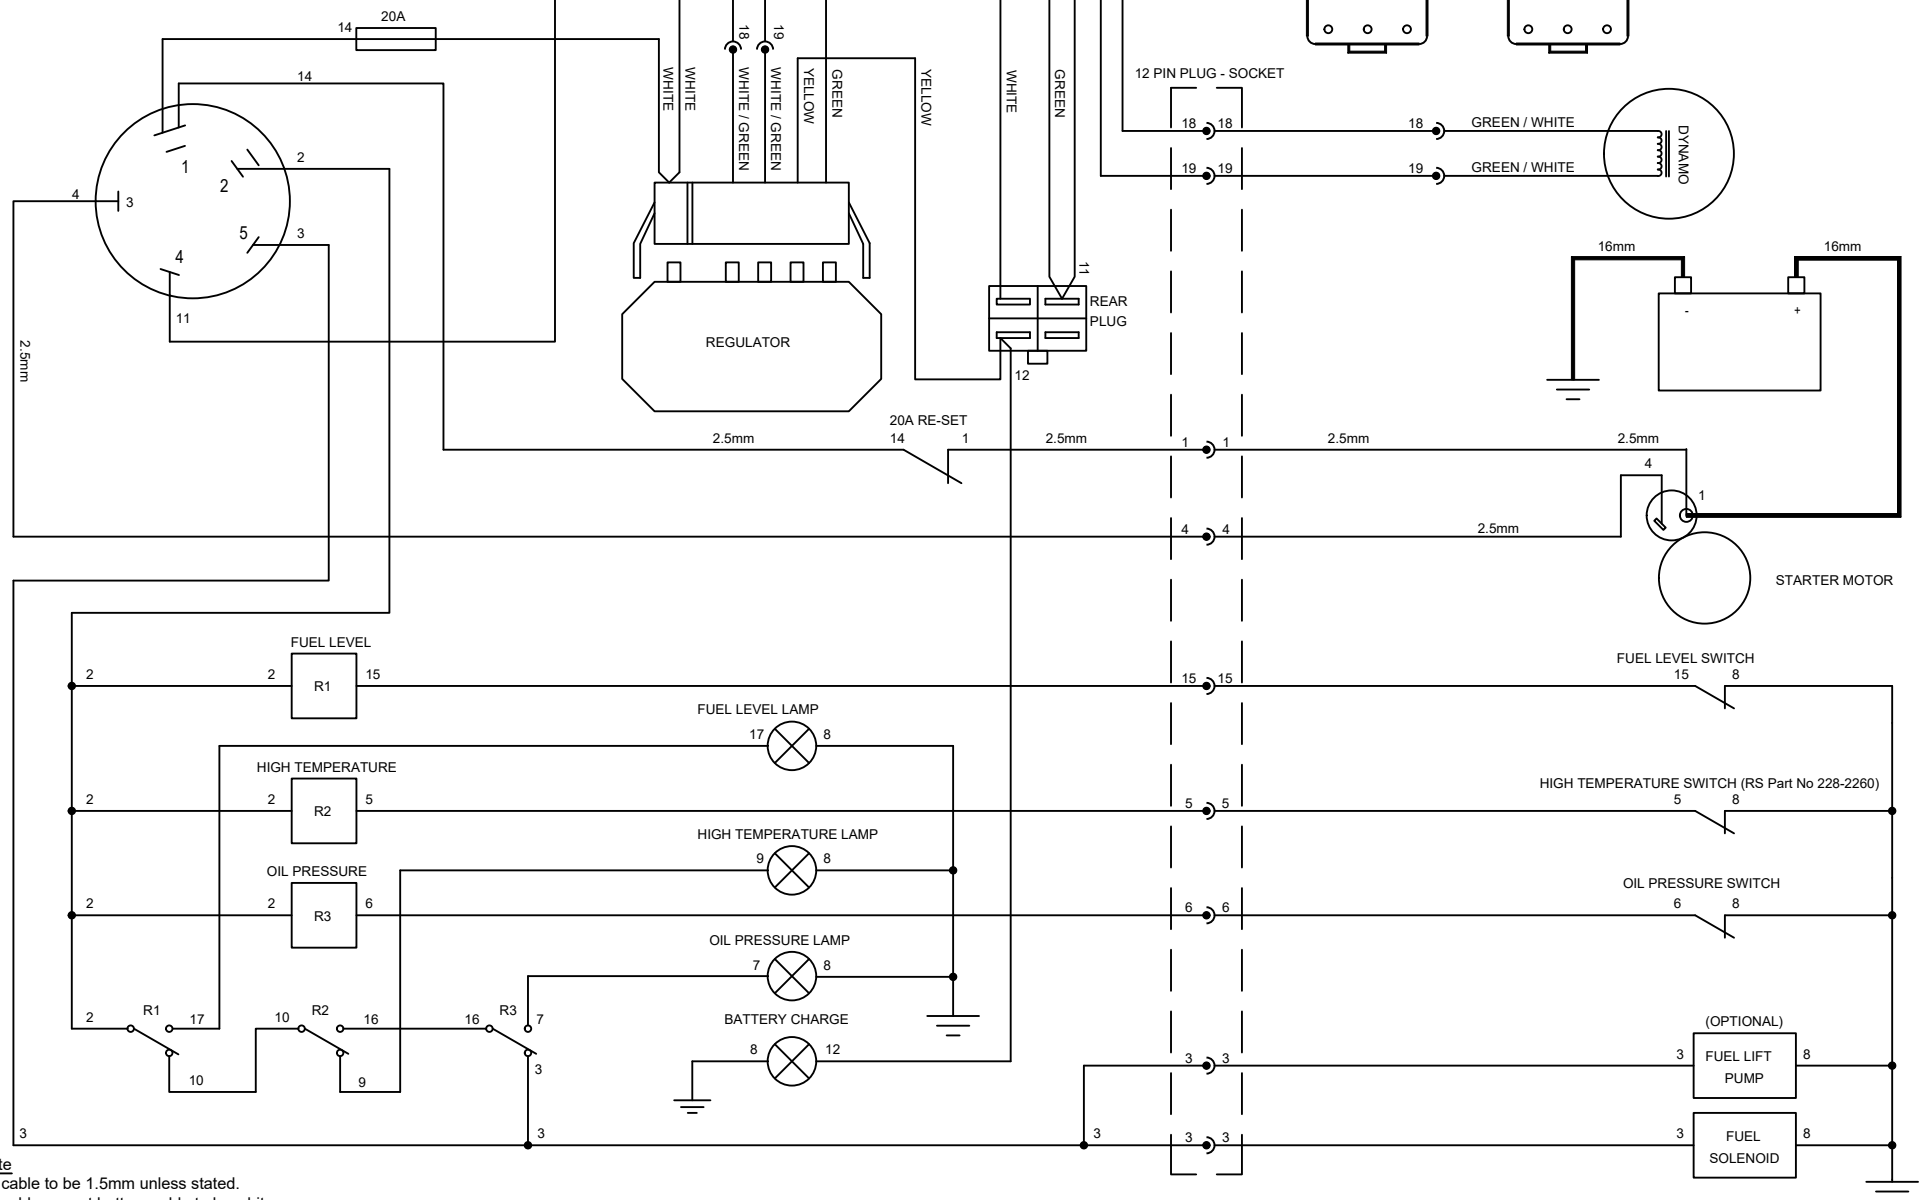 20A
14
18
19
14
WHITE
WHITE
WHITE / GREEN
WHITE / GREEN
YELLOW
GREEN
YELLOW
WHITE
GREEN
12 PIN PLUG - SOCKET
18 18
18
GREEN / WHITE
19 19
19
GREEN / WHITE
DYNAMO
1
2
2
4
3
5
3
4
11
2.5mm
REGULATOR
11
REAR
PLUG
12
16mm
16mm
-
+
20A RE-SET
2.5mm
14
1
2.5mm
1 1
2.5mm
2.5mm
4
1
4 4
2.5mm
STARTER MOTOR
FUEL LEVEL
2
2
R1
15
15 15
FUEL LEVEL SWITCH
15
8
FUEL LEVEL LAMP
17
8
HIGH TEMPERATURE
2
2
R2
5
5 5
HIGH TEMPERATURE SWITCH (RS Part No 228-2260)
5
8
HIGH TEMPERATURE LAMP
9
8
OIL PRESSURE
2
2
R3
6
6 6
OIL PRESSURE SWITCH
6
8
OIL PRESSURE LAMP
7
8
2
R1
17
10
10
R2
16
9
16
R3
7
3
BATTERY CHARGE
8
12
(OPTIONAL)
3 3
3
FUEL LIFT
PUMP
8
3
3
3
3 3
3
FUEL
SOLENOID
8
cable to be 1.5mm unless stated.